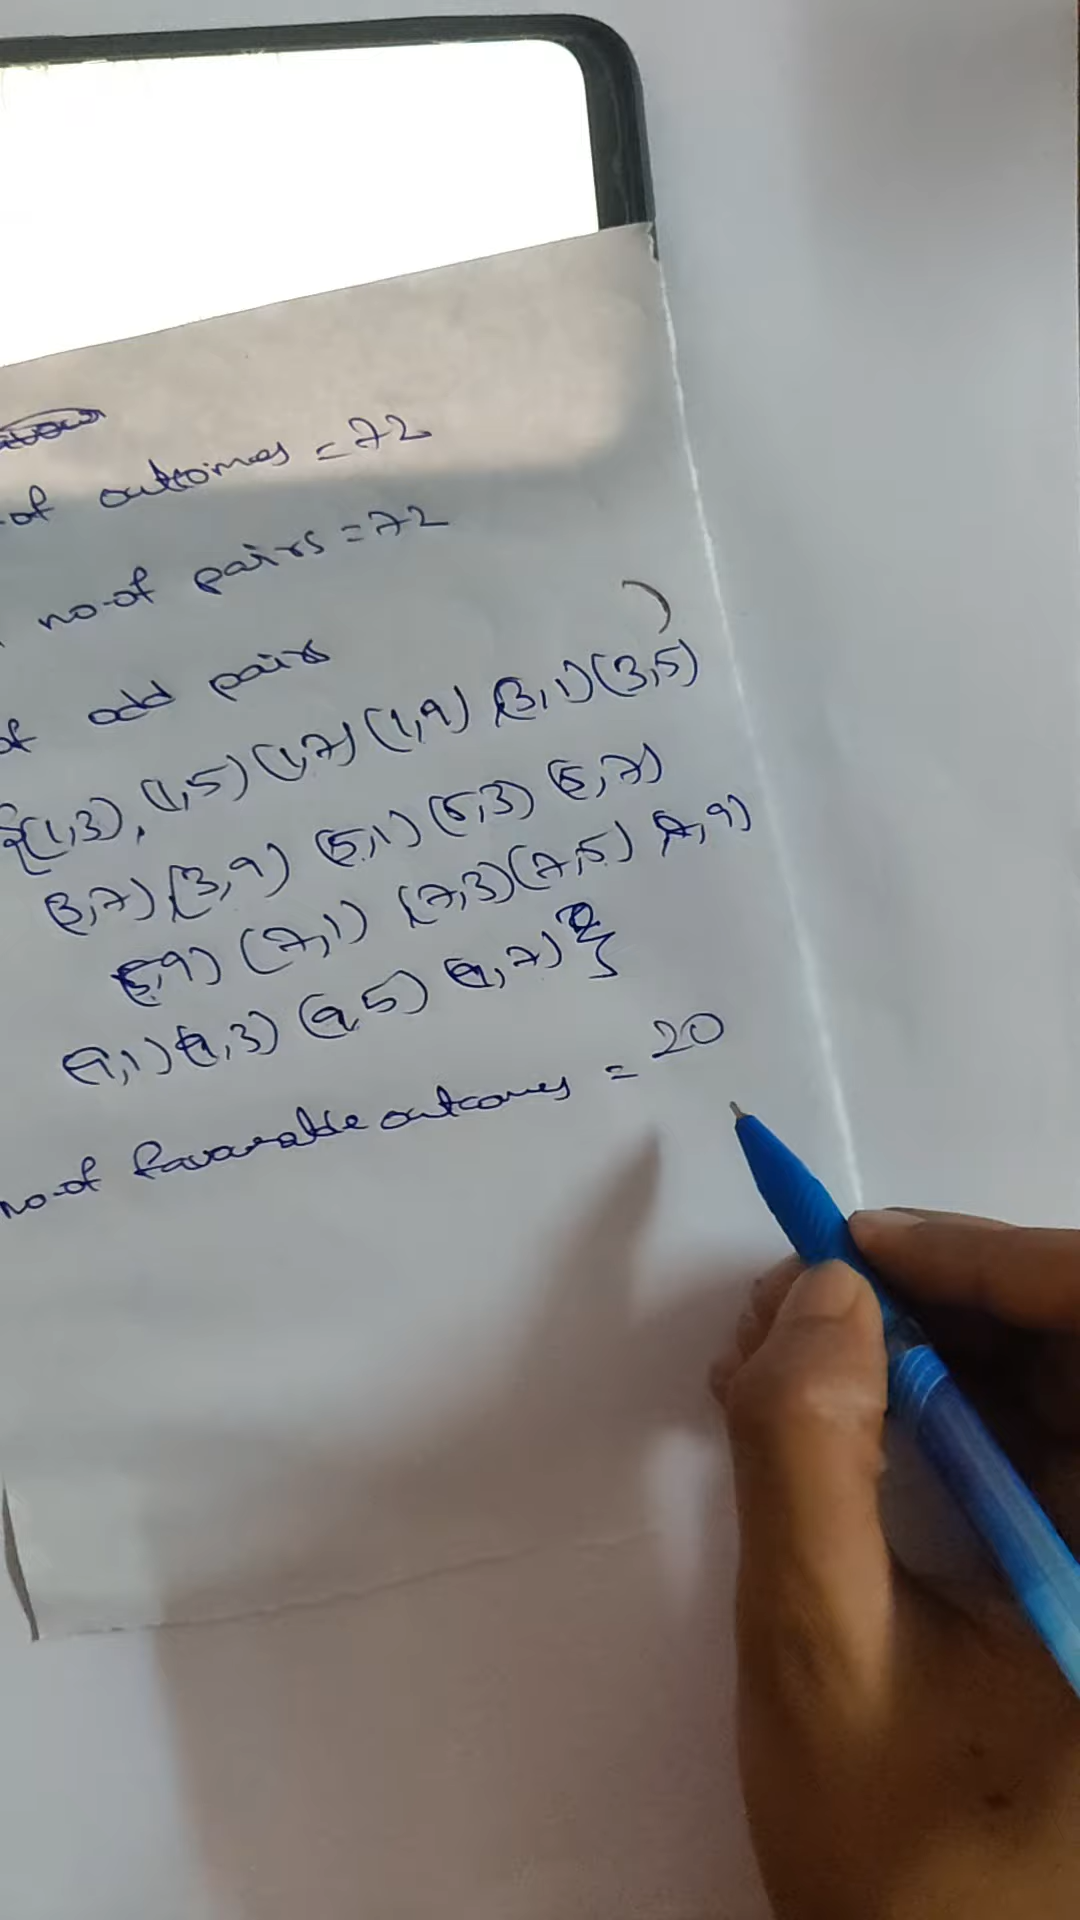 of outcomes = 72
no of pairs = 72
of odd pairs
{(1,3), (1,5) (1,7) (1,9) (3,1) (3,5)
(3,7) (3,9) (5,1) (5,3) (5,7)
(5,9) (7,1) (7,3) (7,5) (7,9)
(9,1) (9,3) (9,5) (9,7) }
no of favourable outcomes = 20